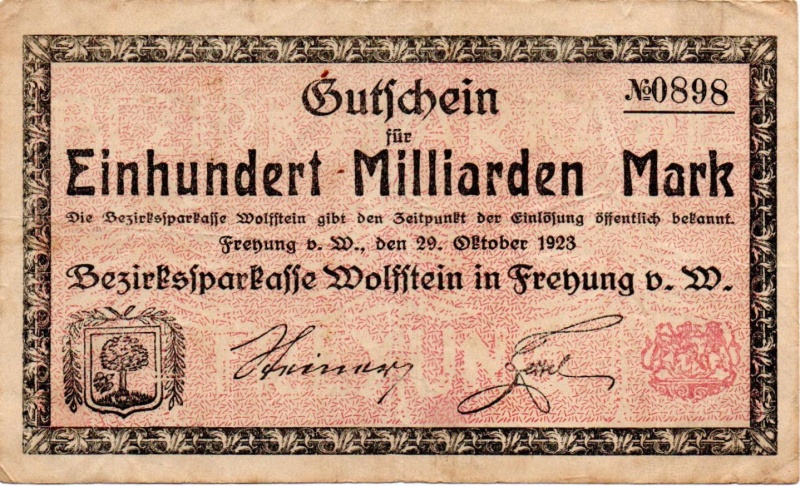 Gutschein
№0898
für
Einhundert Milliarden Mark
Die Bezirkssparkasse Wolfstein gibt den Zeitpunkt der Einlösung öffentlich bekannt.
Freyung v. W., den 29. Oktober 1923
Bezirkssparkasse Wolfstein in Freyung v. W.
Steiner